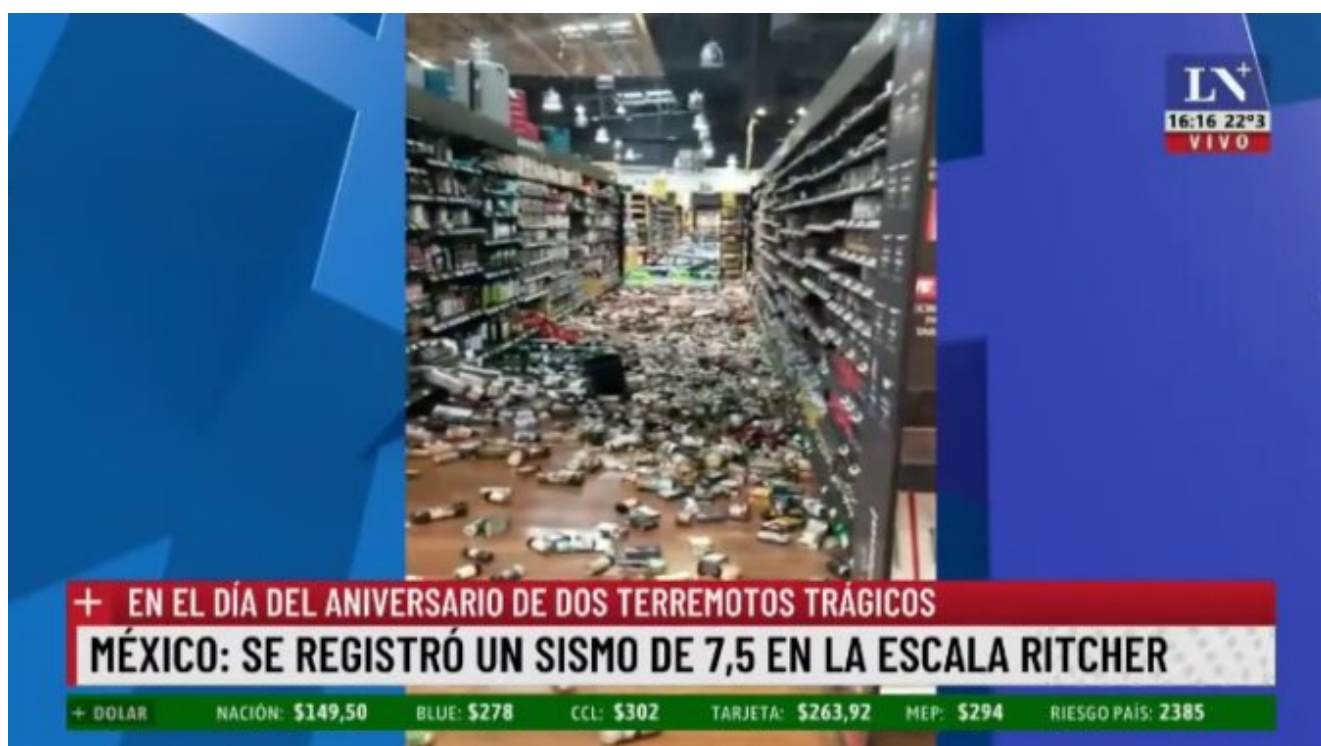 LN+
16:16 22º3
VIVO
+ EN EL DÍA DEL ANIVERSARIO DE DOS TERREMOTOS TRÁGICOS
MÉXICO: SE REGISTRÓ UN SISMO DE 7,5 EN LA ESCALA RITCHER
+ DOLAR NACIÓN: $149,50 BLUE: $278 CCL: $302 TARJETA: $263,92 MEP: $294 RIESGO PAÍS: 2385